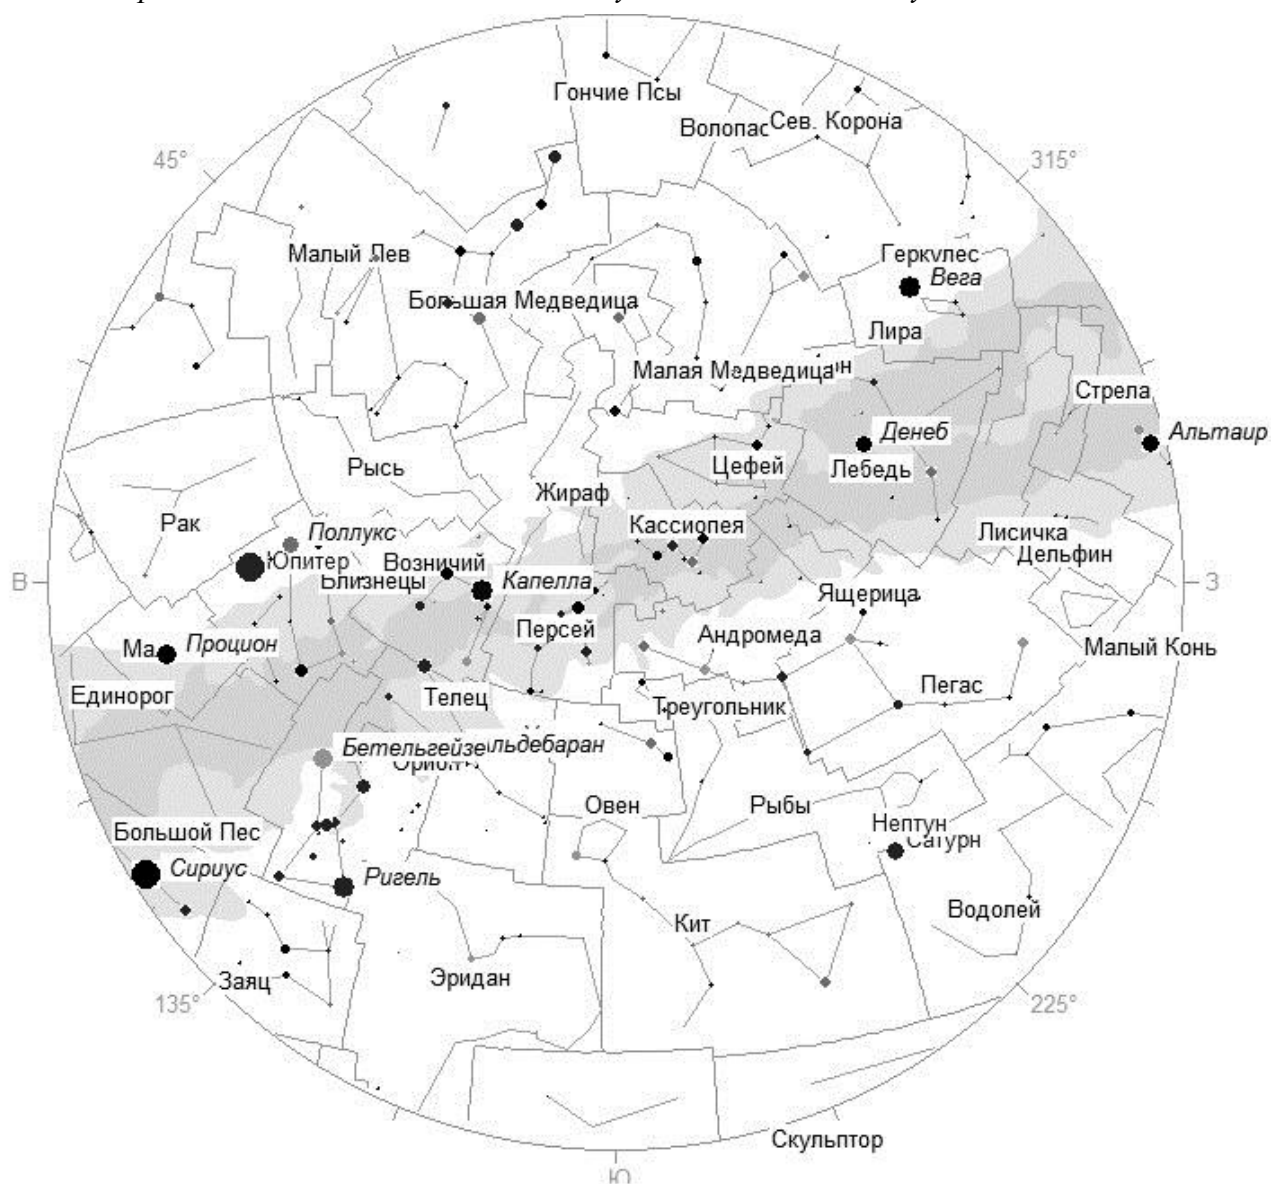 Гончие Псы
Волопас
Сев. Корона
45°
315°
Малый Лев
Геркулес
Вега
Большая Медведица
Лира
Малая Медведица
Стрела
Денеб
Альтаир
Рысь
Цефей
Лебедь
Жираф
Рак
Кассиопея
Поллукс
Лисичка
Дельфин
Юпитер
Возничий
В
Близнецы
Капелла
З
Ящерица
Персей
Андромеда
Процион
Малый Конь
Единорог
Телец
Пегас
Треугольник
Бетельгейзе
Овен
Рыбы
Большой Пес
Нептун
Сатурн
Сириус
Ригель
Водолей
Кит
Заяц
Эридан
135°
225°
Скульптор
Ю